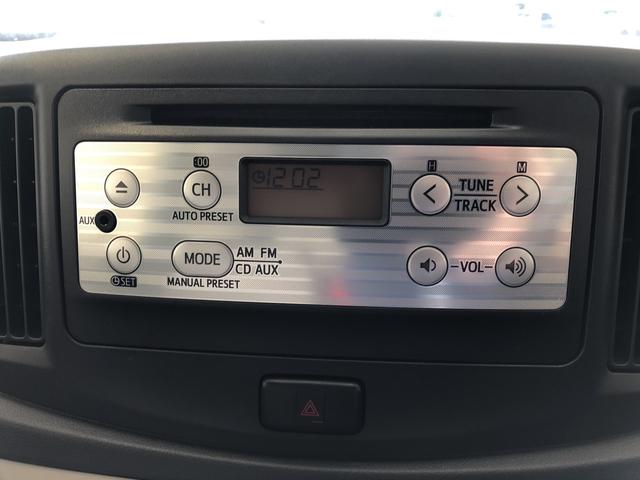 :00
H
M
CH
12:02
TUNE
TRACK
AUTO PRESET
AUX
MODE
AM FM
CD AUX
VOL
SET
MANUAL PRESET